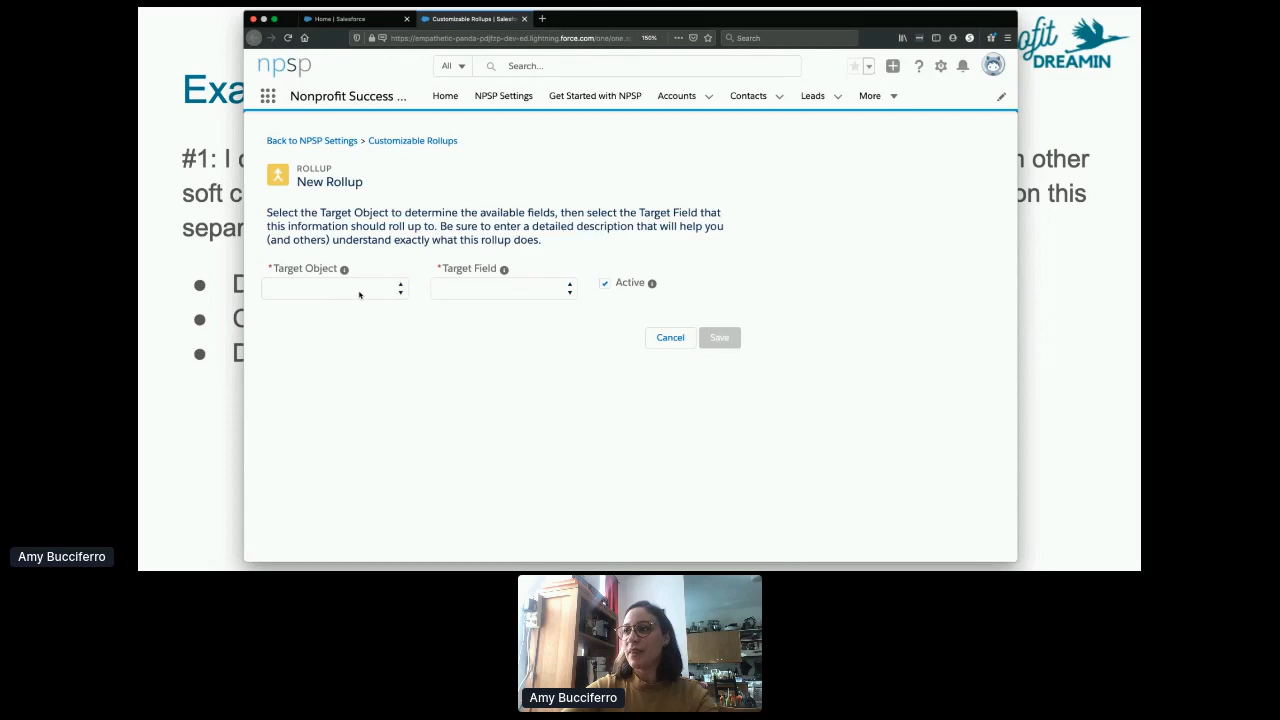 Home | Salesforce
Customizable Rollups | Salesf
https://empathetic-panda-pdjfzp-dev-ed.lightning.force.com/one/one.a
150%
Search
ofit
DREAMIN
npsp
All
Search...
Nonprofit Success ...
Home
NPSP Settings
Get Started with NPSP
Accounts
Contacts
Leads
More
Exa
Back to NPSP Settings > Customizable Rollups
#1: I
other
ROLLUP
New Rollup
soft c
on this
separ
Select the Target Object to determine the available fields, then select the Target Field that
this information should roll up to. Be sure to enter a detailed description that will help you
(and others) understand exactly what this rollup does.
*Target Object
*Target Field
Active
Cancel
Save
Amy Bucciferro
Amy Bucciferro